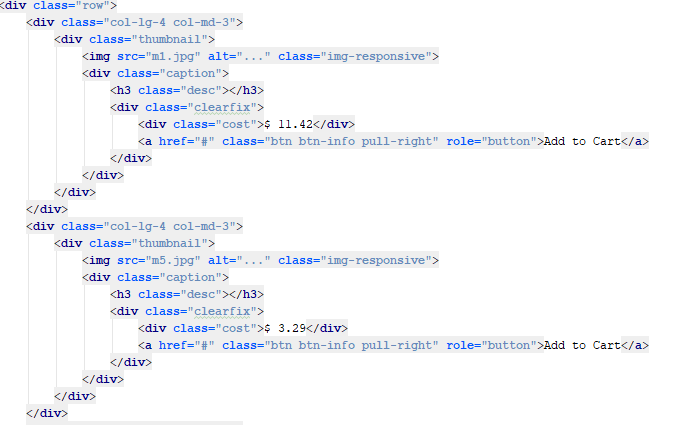 <div class="row">
<div class="col-lg-4 col-md-3">
<div class="thumbnail">
<img src="m1.jpg" alt="..." class="img-responsive">
<div class="caption">
<h3 class="desc"></h3>
<div class="clearfix">
<div class="cost">$ 11.42</div>
<a href="#" class="btn btn-info pull-right" role="button">Add to Cart</a>
</div>
</div>
</div>
</div>
<div class="col-lg-4 col-md-3">
<div class="thumbnail">
<img src="m5.jpg" alt="..." class="img-responsive">
<div class="caption">
<h3 class="desc"></h3>
<div class="clearfix">
<div class="cost">$ 3.29</div>
<a href="#" class="btn btn-info pull-right" role="button">Add to Cart</a>
</div>
</div>
</div>
</div>